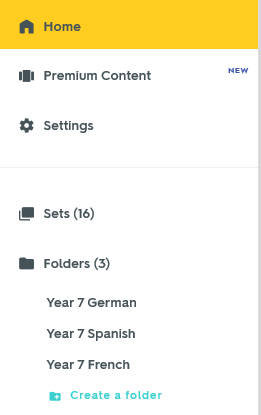 Home
Premium Content NEW
Settings
Sets (16)
Folders (3)
Year 7 German
Year 7 Spanish
Year 7 French
Create a folder